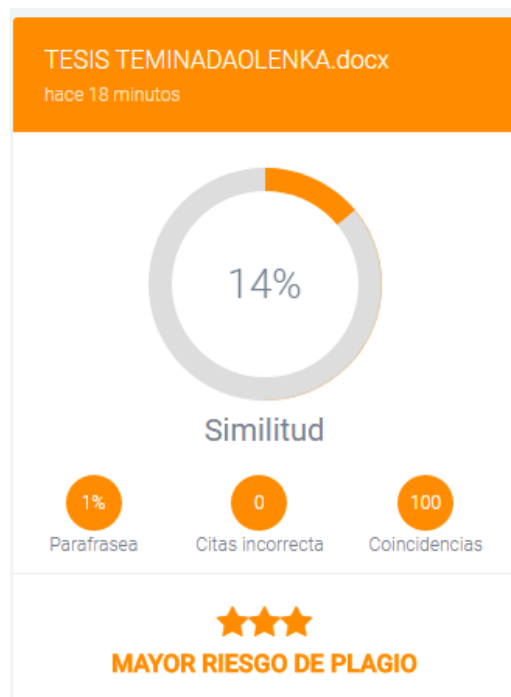 TESIS TEMINADAOLENKA.docx
hace 18 minutos
14%
Similitud
1%
0
100
Parafrasea
Citas incorrecta
Coincidencias
MAYOR RIESGO DE PLAGIO